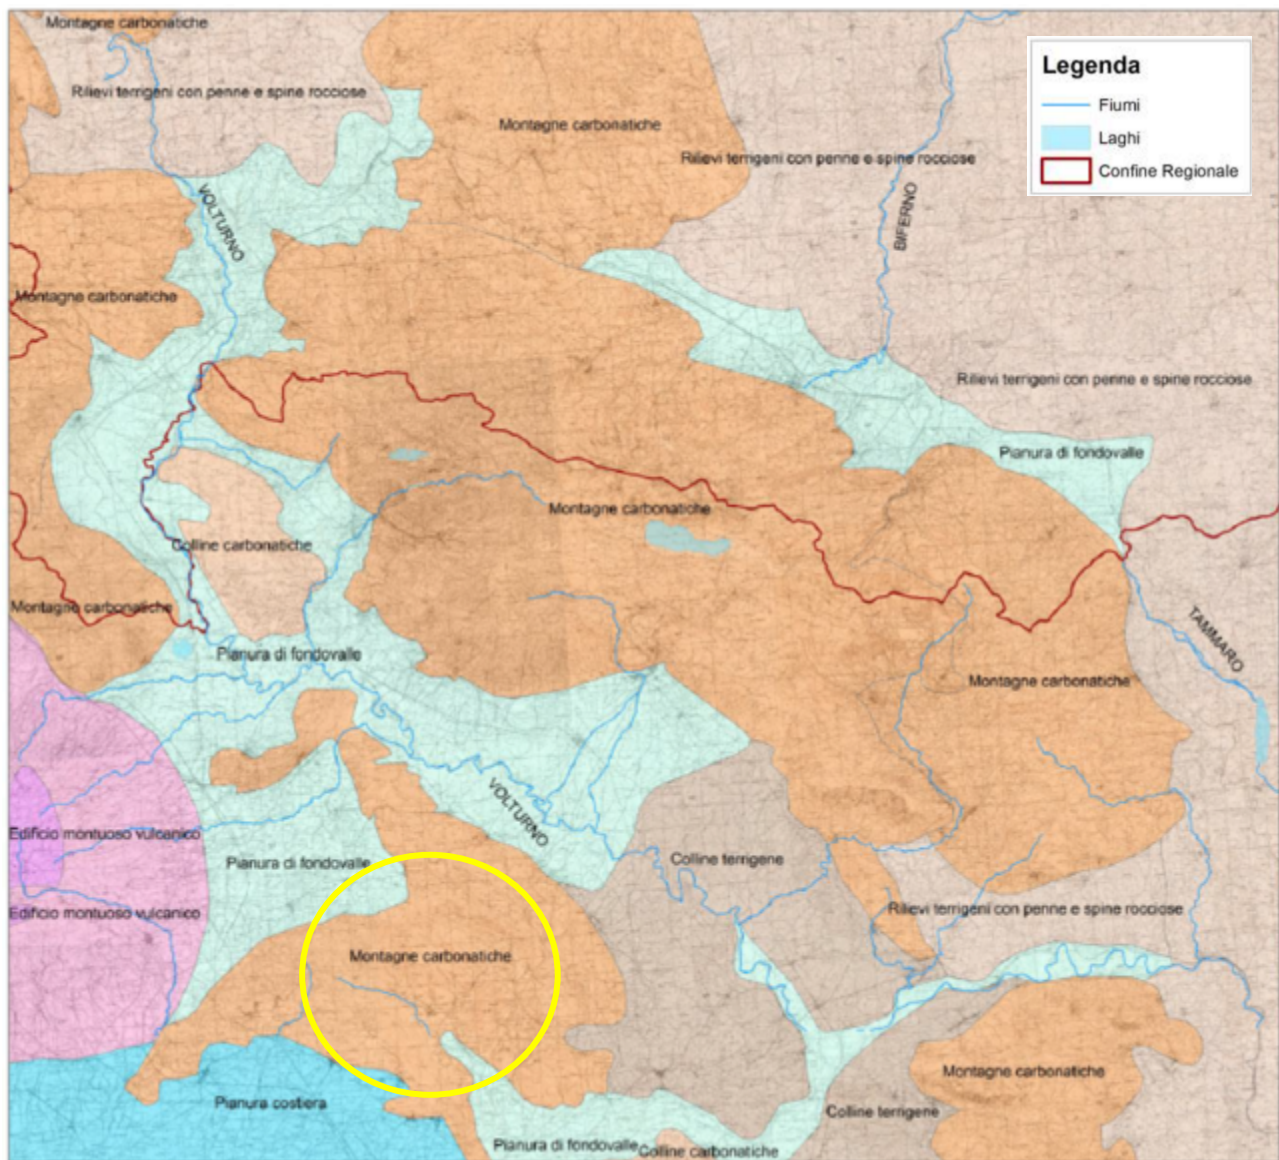 Montagne carbonatiche
Rilievi terrigeni con penne e spine rocciose
Montagne carbonatiche
Rilievi terrigeni con penne e spine rocciose
Legenda
Fiumi
Laghi
Confine Regionale
VOLTURNO
BIFERNO
Montagne carbonatiche
Rilievi terrigeni con penne e spine rocciose
Pianura di fondovalle
Montagne carbonatiche
Colline carbonatiche
Montagne carbonatiche
Pianura di fondovalle
TAMMARO
Montagne carbonatiche
VOLTURNO
Edificio montuoso vulcanico
Pianura di fondovalle
Colline terrigene
Edificio montuoso vulcanico
Rilievi terrigeni con penne e spine rocciose
Montagne carbonatiche
Montagne carbonatiche
Pianura costiera
Colline terrigene
Pianura di fondovalle
Colline carbonatiche